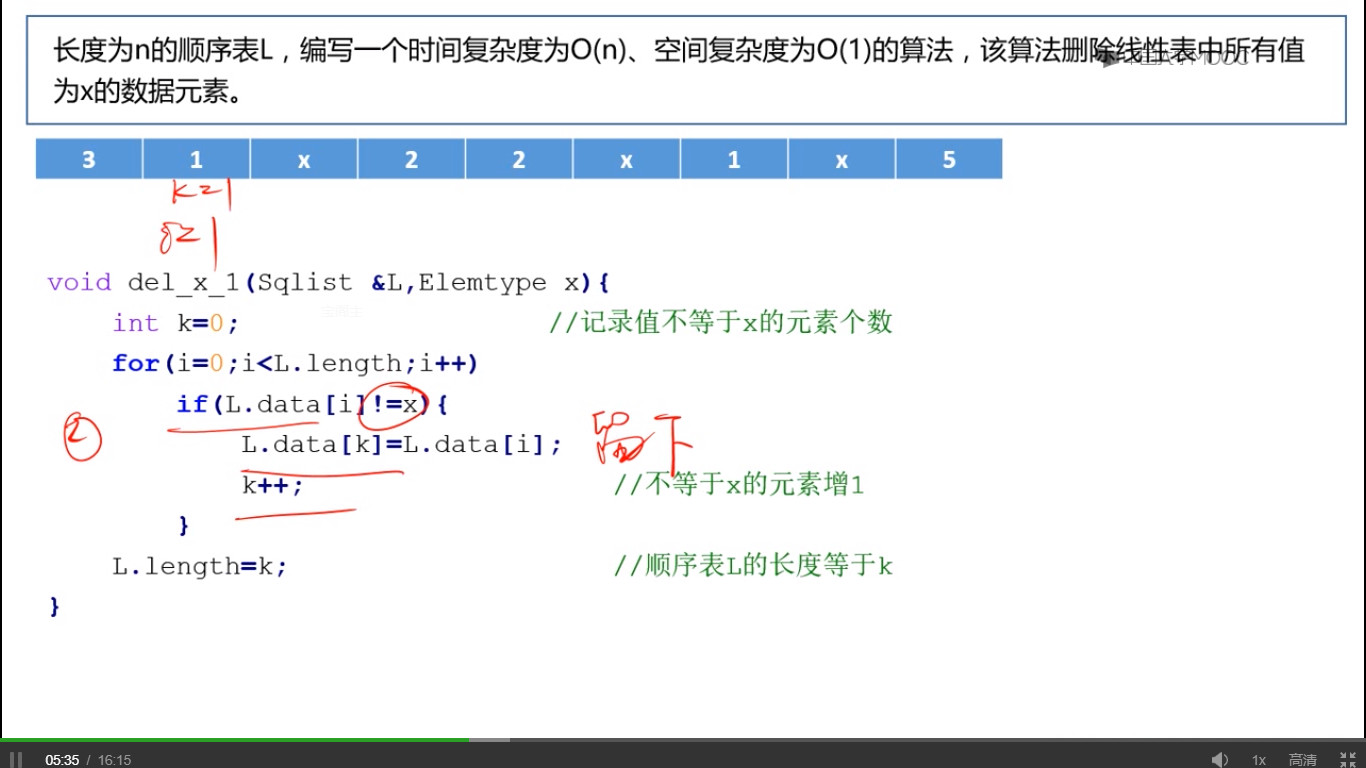 长度为n的顺序表L，编写一个时间复杂度为O(n)、空间复杂度为O(1)的算法，该算法删除线性表中所有值
为x的数据元素。
3 1 x 2 2 x 1 x 5
k=1
void del_x_1(Sqlist &L,Elemtype x){
int k=0; //记录值不等于x的元素个数
for(i=0;i<L.length;i++)
if(L.data[i]!=x){
② L.data[k]=L.data[i]; 留下
k++; //不等于x的元素增1
}
L.length=k; //顺序表L的长度等于k
}
05:35 / 16:15 1x 高清